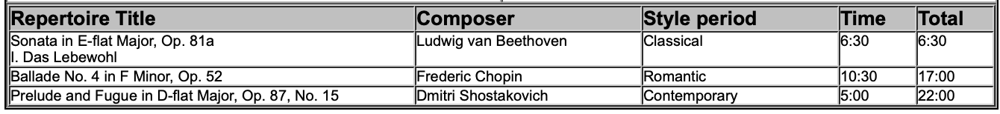 Repertoire Title Composer Style period Time Total
Sonata in E-flat Major, Op. 81a Ludwig van Beethoven Classical 6:30 6:30
I. Das Lebewohl
Ballade No. 4 in F Minor, Op. 52 Frederic Chopin Romantic 10:30 17:00
Prelude and Fugue in D-flat Major, Op. 87, No. 15 Dmitri Shostakovich Contemporary 5:00 22:00